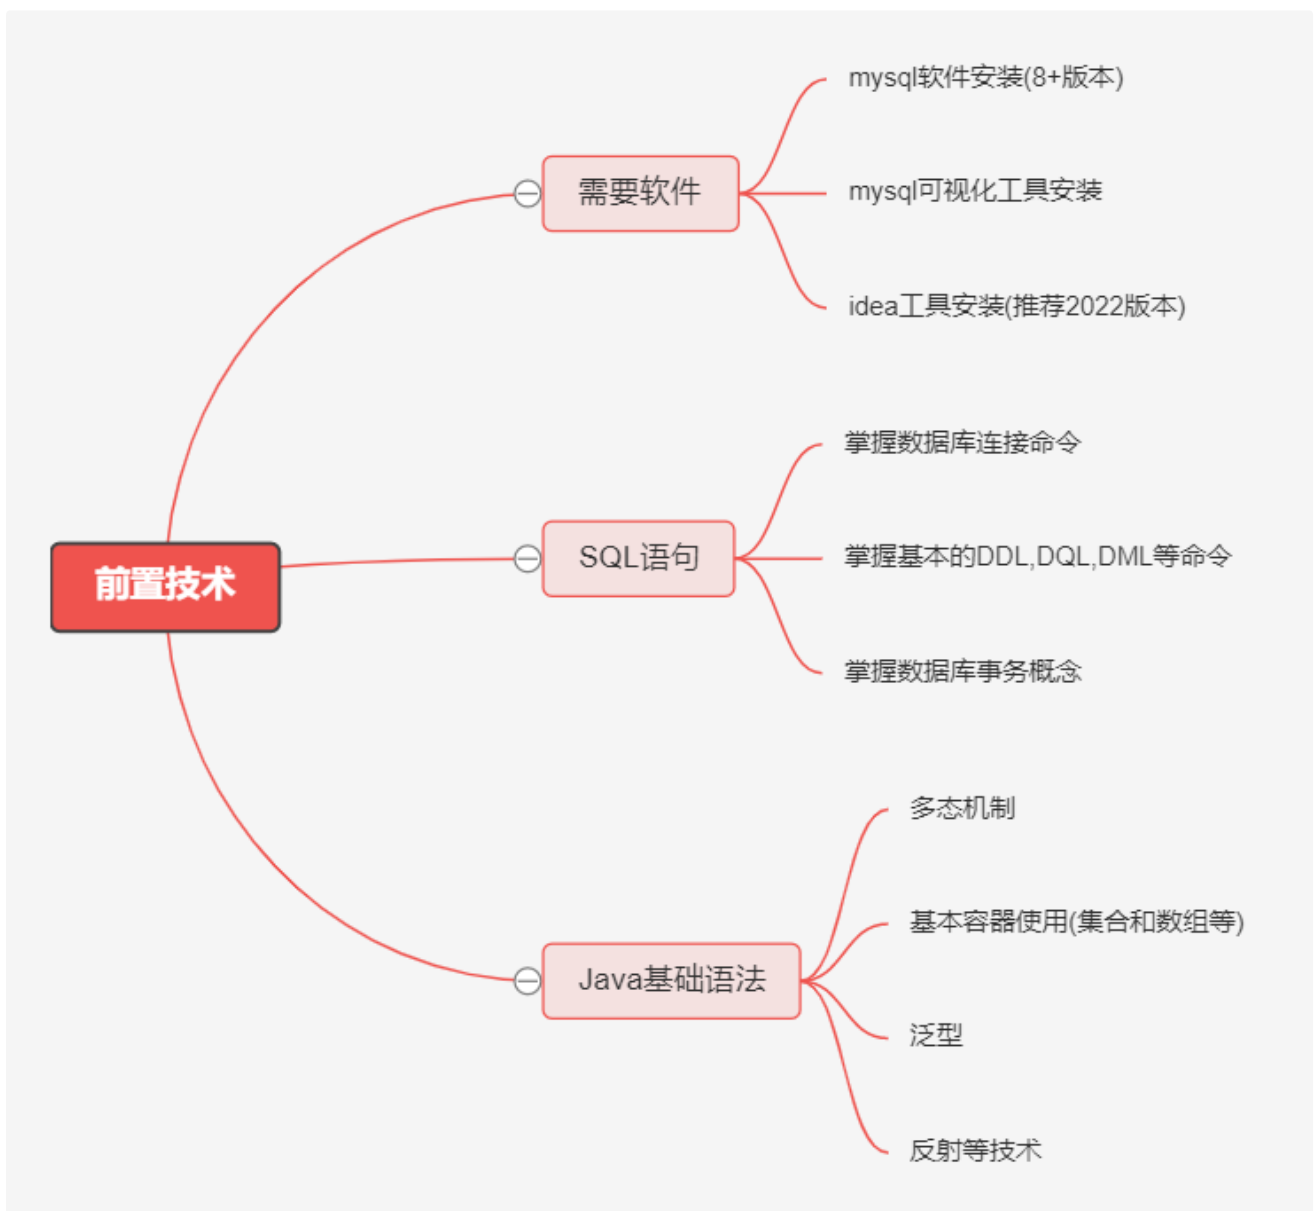 前置技术
需要软件
mysql软件安装(8+版本)
mysql可视化工具安装
idea工具安装(推荐2022版本)
SQL语句
掌握数据库连接命令
掌握基本的DDL,DQL,DML等命令
掌握数据库事务概念
Java基础语法
多态机制
基本容器使用(集合和数组等)
泛型
反射等技术